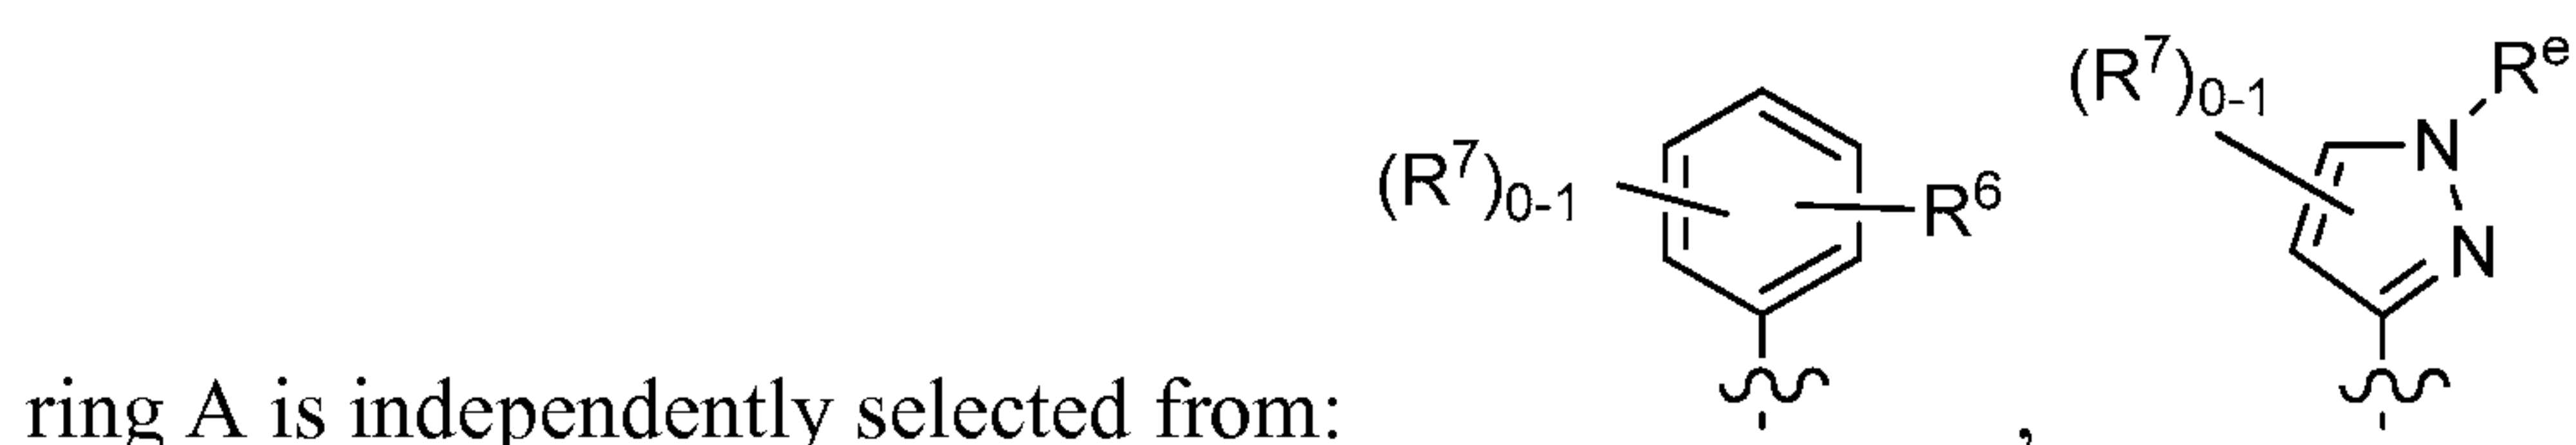 (R⁷)₀₋₁ R⁶
(R⁷)₀₋₁ N Rᵉ N
ring A is independently selected from: ,